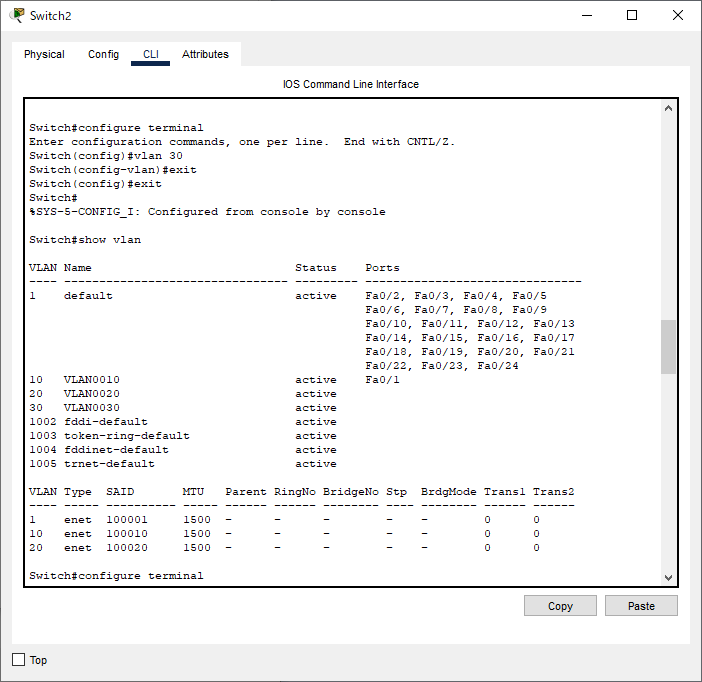 Switch2
Physical Config CLI Attributes
IOS Command Line Interface
Switch#configure terminal
Enter configuration commands, one per line.  End with CNTL/Z.
Switch(config)#vlan 30
Switch(config-vlan)#exit
Switch(config)#exit
Switch#
%SYS-5-CONFIG_I: Configured from console by console
Switch#show vlan
VLAN Name                             Status    Ports
---- -------------------------------- --------- -------------------------------
1    default                          active    Fa0/2, Fa0/3, Fa0/4, Fa0/5
                                                Fa0/6, Fa0/7, Fa0/8, Fa0/9
                                                Fa0/10, Fa0/11, Fa0/12, Fa0/13
                                                Fa0/14, Fa0/15, Fa0/16, Fa0/17
                                                Fa0/18, Fa0/19, Fa0/20, Fa0/21
                                                Fa0/22, Fa0/23, Fa0/24
10   VLAN0010                         active    Fa0/1
20   VLAN0020                         active
30   VLAN0030                         active
1002 fddi-default                     active
1003 token-ring-default               active
1004 fddinet-default                  active
1005 trnet-default                    active
VLAN Type  SAID       MTU   Parent RingNo BridgeNo Stp  BrdgMode Trans1 Trans2
---- ----- ---------- ----- ------ ------ -------- ---- -------- ------ ------
1    enet  100001     1500  -      -      -        -    -        0      0
10   enet  100010     1500  -      -      -        -    -        0      0
20   enet  100020     1500  -      -      -        -    -        0      0
Switch#configure terminal
Copy Paste
Top